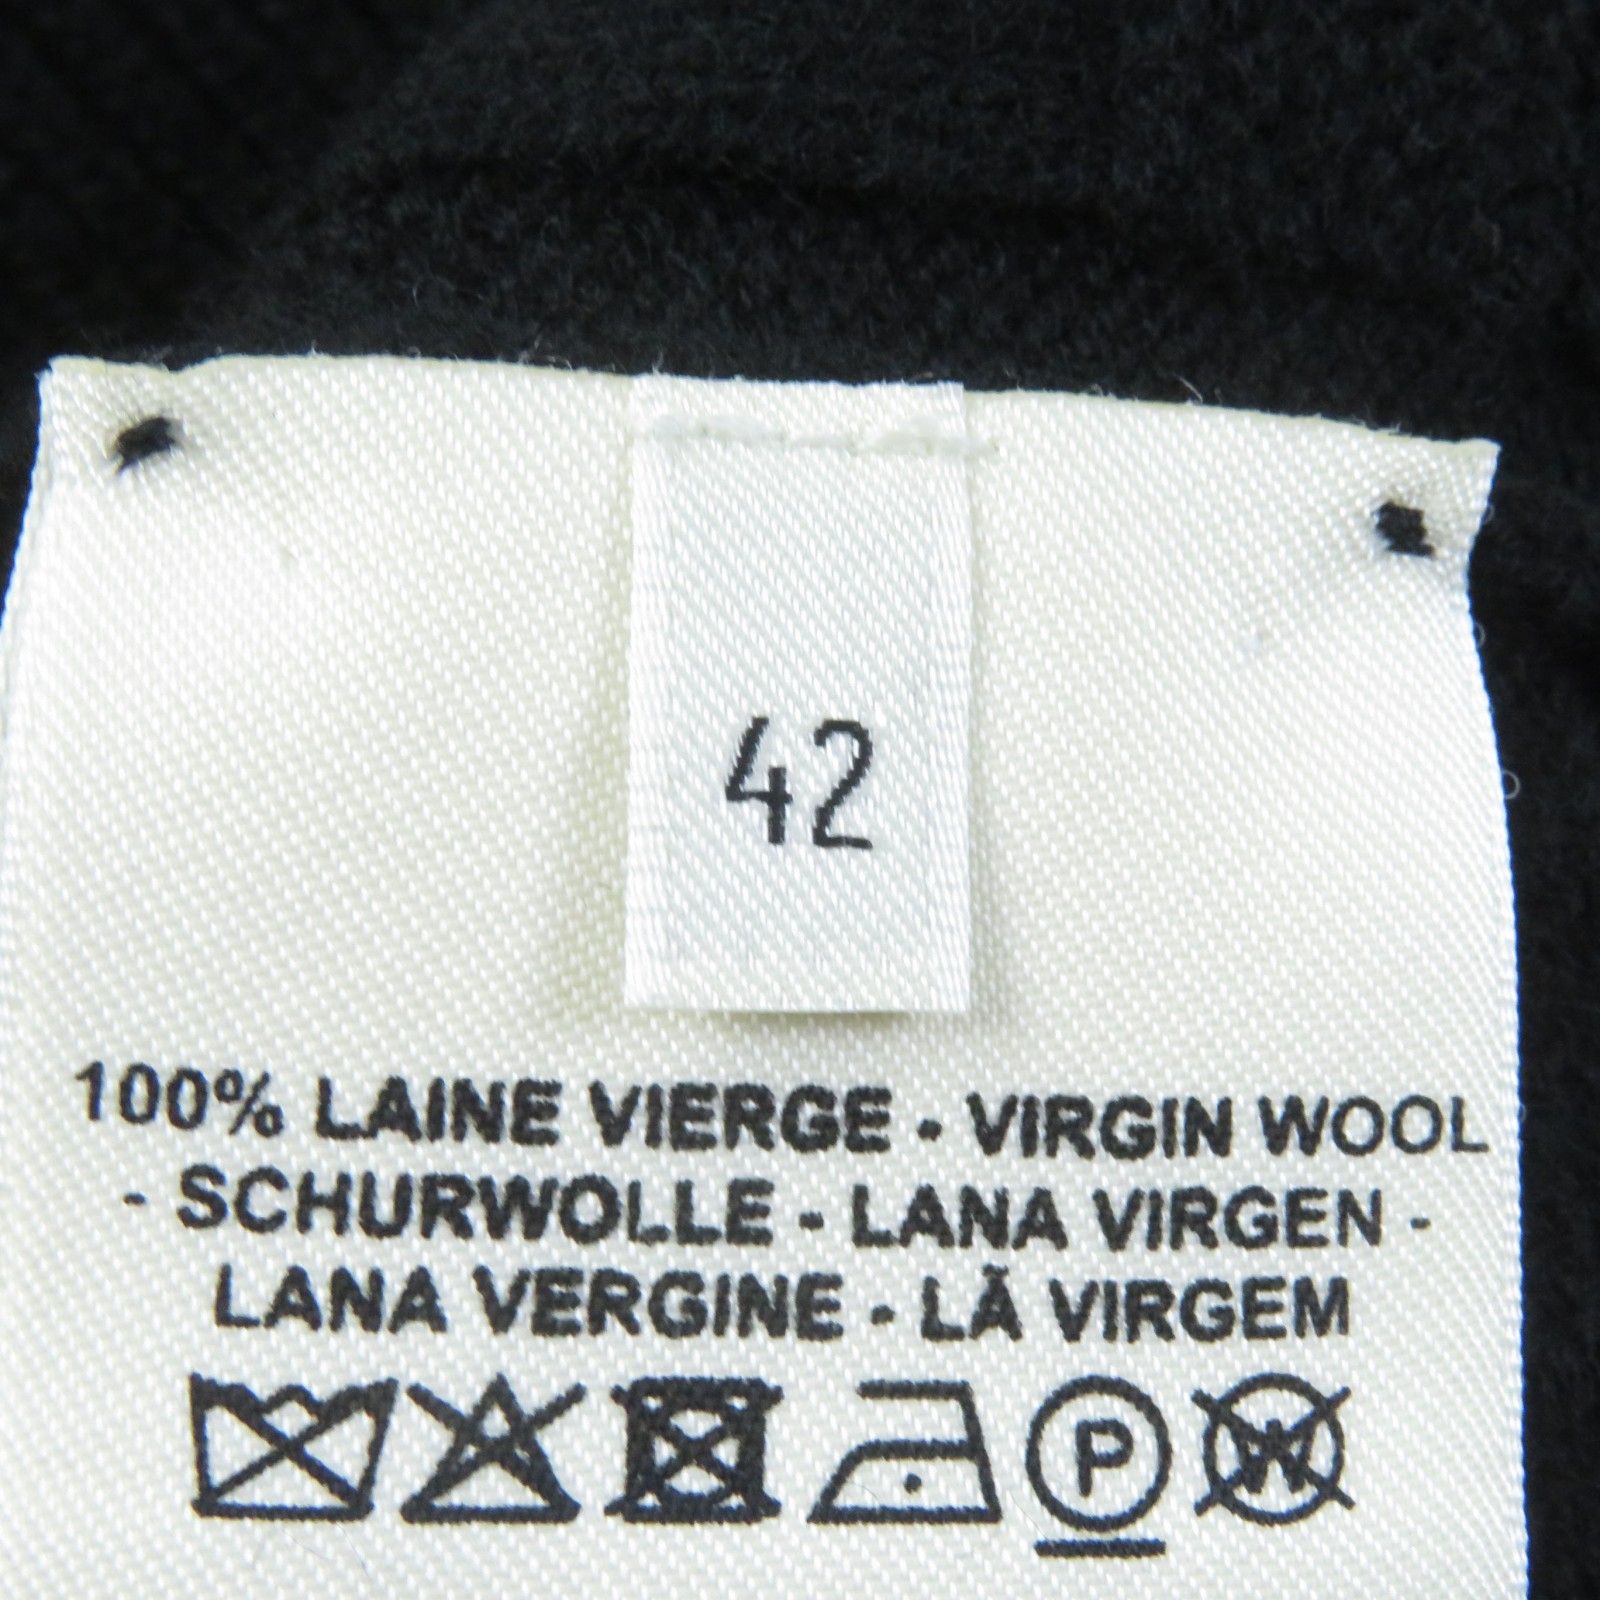 42
100% LAINE VIERGE - VIRGIN WOOL
- SCHURWOLLE - LANA VIRGEN -
LANA VERGINE - LÃ VIRGEM
P W